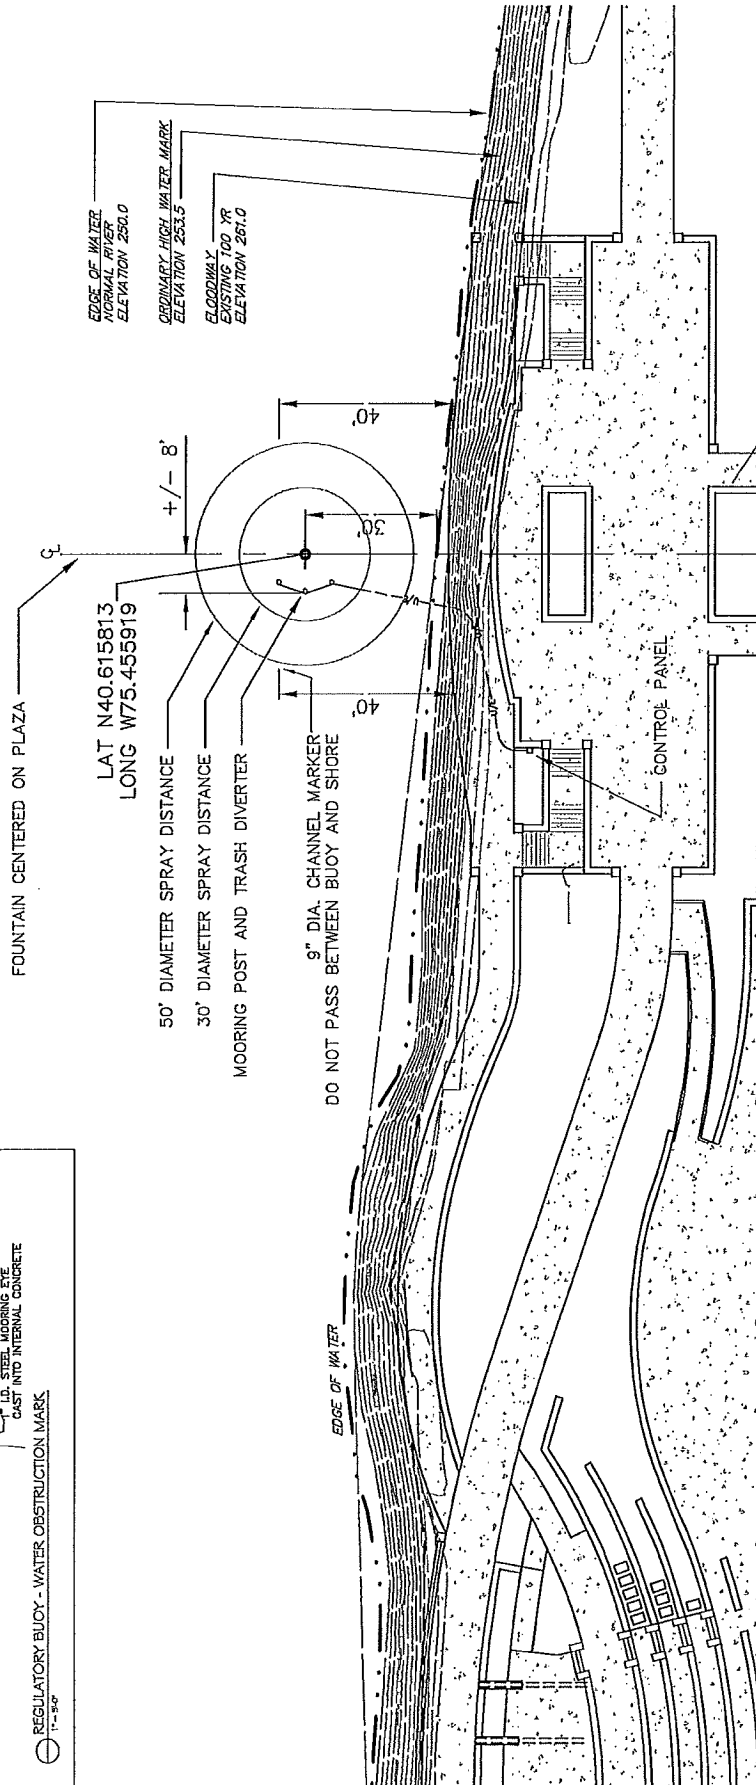 FOUNTAIN CENTERED ON PLAZA
℄
LAT N40.615813
LONG W75.455919
+/- 8'
50' DIAMETER SPRAY DISTANCE
30' DIAMETER SPRAY DISTANCE
MOORING POST AND TRASH DIVERTER
9" DIA. CHANNEL MARKER
DO NOT PASS BETWEEN BUOY AND SHORE
40'
30'
40'
EDGE OF WATER
NORMAL RIVER
ELEVATION 250.0
ORDINARY HIGH WATER MARK
ELEVATION 253.5
FLOODWAY
EXISTING 100 YR
ELEVATION 261.0
CONTROL PANEL
EDGE OF WATER
1" I.D. STEEL MOORING EYE
CAST INTO INTERNAL CONCRETE
REGULATORY BUOY - WATER OBSTRUCTION MARK